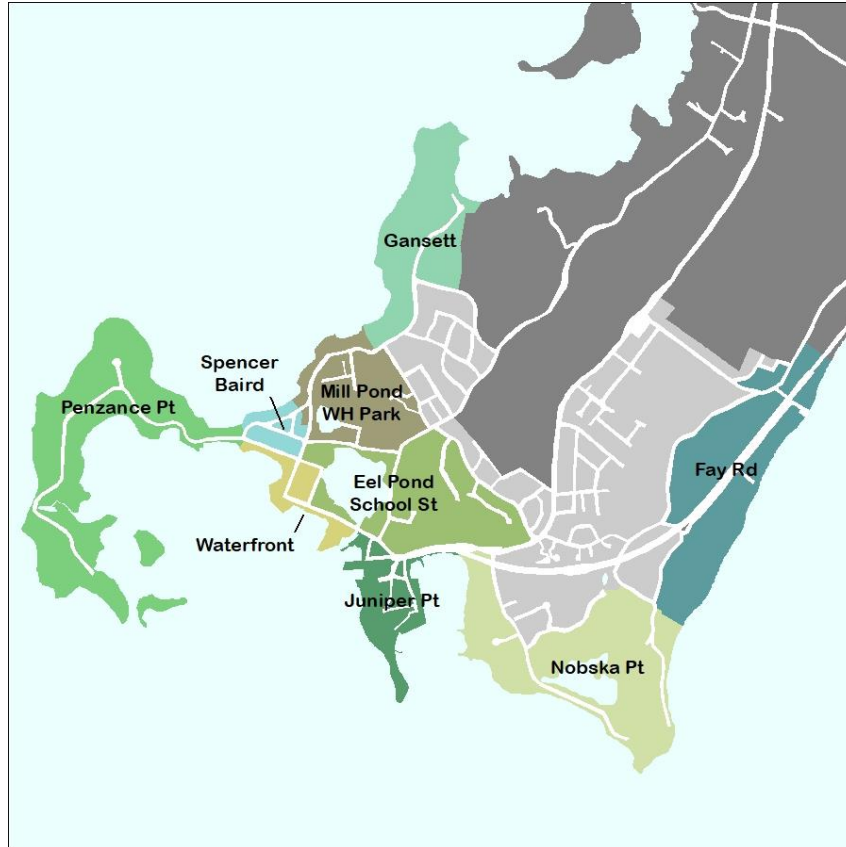 Gansett
Spencer
Baird
Penzance Pt
Mill Pond
WH Park
Fay Rd
Eel Pond
School St
Waterfront
Juniper Pt
Nobska Pt